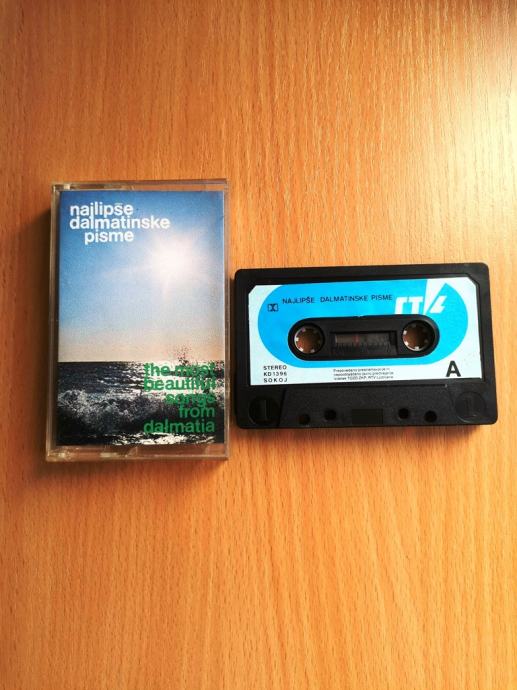 najlipše
dalmatinske
pisme
the most
beautiful
songs
from
dalmatia
NAJLIPŠE DALMATINSKE PISME
STEREO
KD 1396
SOKOJ
A